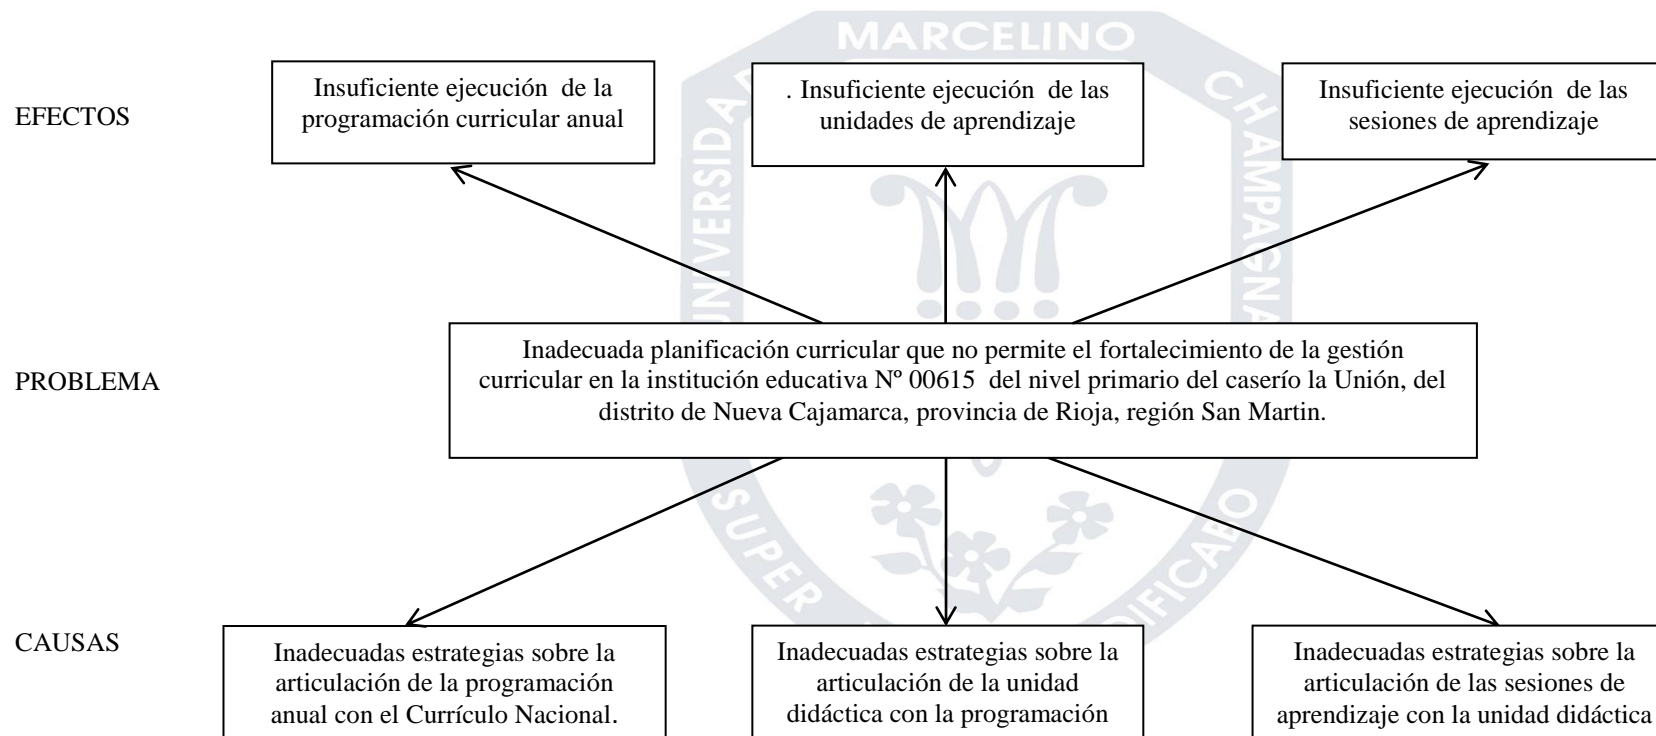 MARCELINO
UNIVERSIDA
CHAMPAGNA
EFECTOS
Insuficiente ejecución de la
programación curricular anual
. Insuficiente ejecución de las
unidades de aprendizaje
Insuficiente ejecución de las
sesiones de aprendizaje
PROBLEMA
Inadecuada planificación curricular que no permite el fortalecimiento de la gestión
curricular en la institución educativa Nº 00615 del nivel primario del caserío la Unión, del
distrito de Nueva Cajamarca, provincia de Rioja, región San Martin.
SUPER
DIFICABO
CAUSAS
Inadecuadas estrategias sobre la
articulación de la programación
anual con el Currículo Nacional.
Inadecuadas estrategias sobre la
articulación de la unidad
didáctica con la programación
Inadecuadas estrategias sobre la
articulación de las sesiones de
aprendizaje con la unidad didáctica